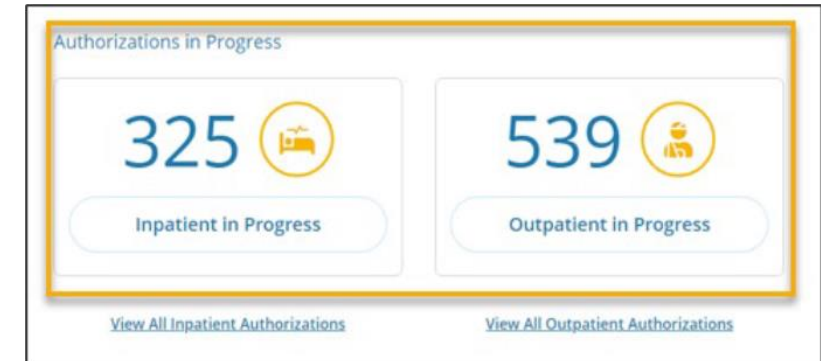 Authorizations in Progress
325
539
Inpatient in Progress
Outpatient in Progress
View All Inpatient Authorizations
View All Outpatient Authorizations